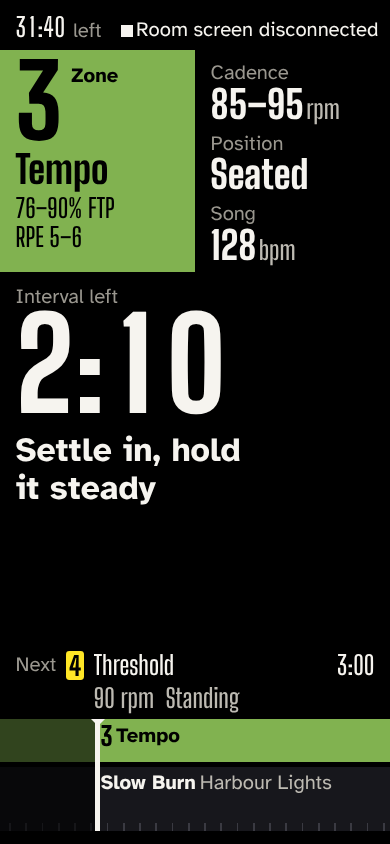 31:40 left Room screen disconnected
3 Zone
Tempo
76–90% FTP
RPE 5–6
Cadence
85–95 rpm
Position
Seated
Song
128 bpm
Interval left
2:10
Settle in, hold
it steady
Next 4 Threshold 3:00
90 rpm Standing
3 Tempo
Slow Burn Harbour Lights